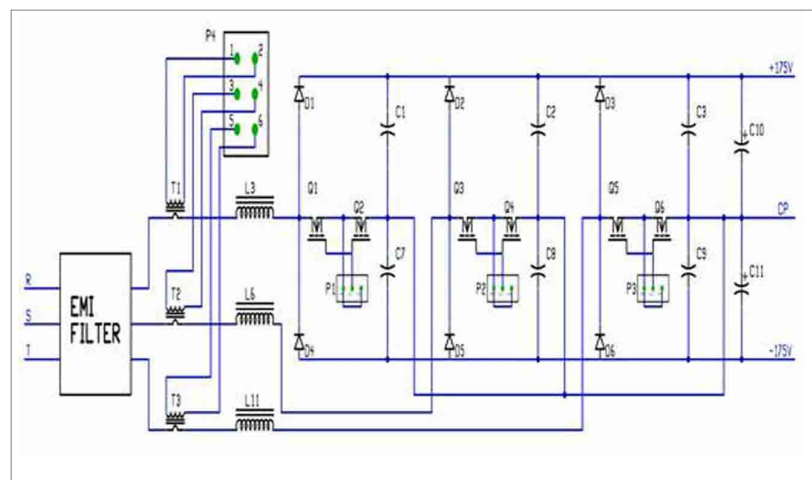 P4
1 2
3 4
5 6
+175V
D1 C1 D2 C2 D3 C3 C10
T1 L3 Q1 Q2 Q3 Q4 Q5 Q6 CP
C7 C8 C9 C11
R
S
T
EMI
FILTER
P1 P2 P3
T2 L6
D4 D5 D6
-175V
T3 L11